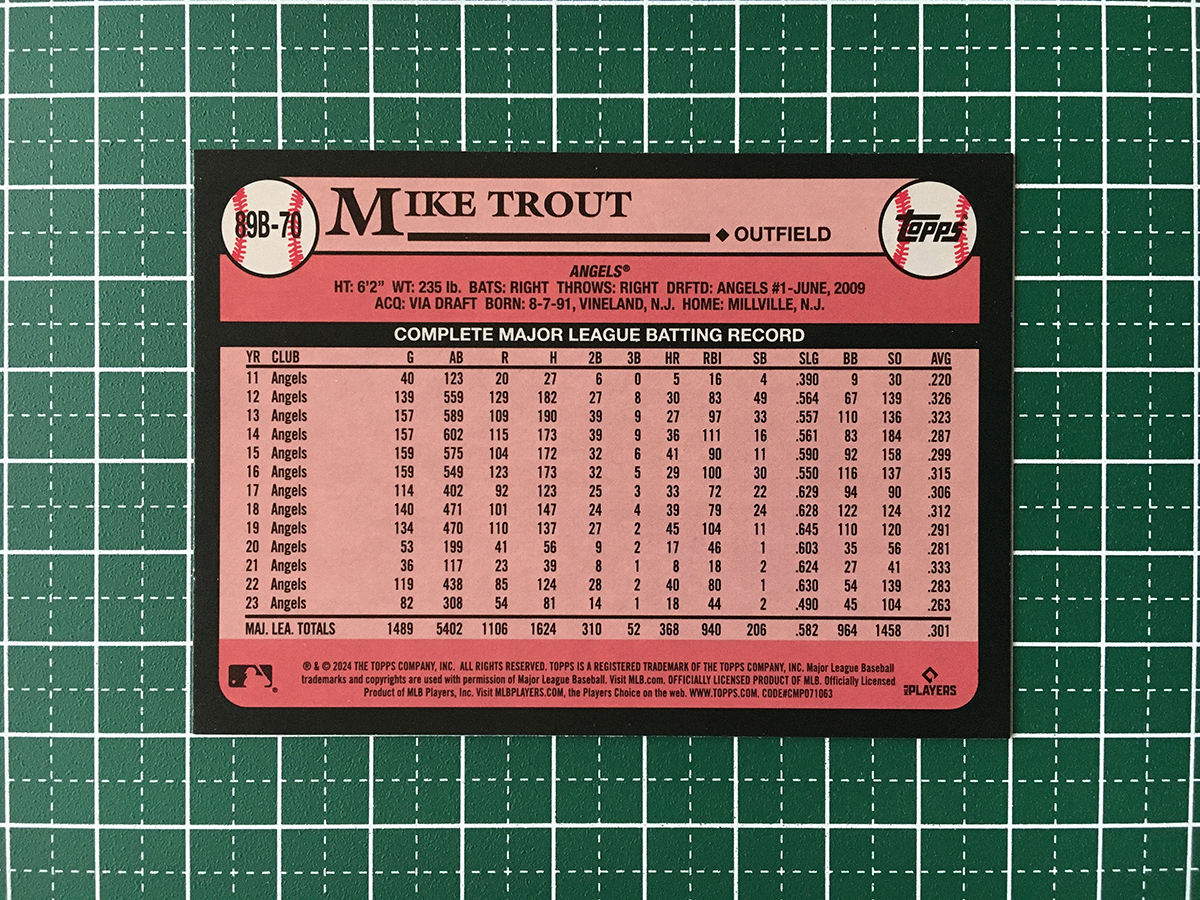 89B-70
MIKE TROUT
topps
◆ OUTFIELD
ANGELS®
HT: 6'2" WT: 235 lb. BATS: RIGHT THROWS: RIGHT DRFTD: ANGELS #1-JUNE, 2009
ACQ: VIA DRAFT BORN: 8-7-91, VINELAND, N.J. HOME: MILLVILLE, N.J.
COMPLETE MAJOR LEAGUE BATTING RECORD
YR CLUB G AB R H 2B 3B HR RBI SB SLG BB SO AVG
11 Angels 40 123 20 27 6 0 5 16 4 .390 9 30 .220
12 Angels 139 559 129 182 27 8 30 83 49 .564 67 139 .326
13 Angels 157 589 109 190 39 9 27 97 33 .557 110 136 .323
14 Angels 157 602 115 173 39 9 36 111 16 .561 83 184 .287
15 Angels 159 575 104 172 32 6 41 90 11 .590 92 158 .299
16 Angels 159 549 123 173 32 5 29 100 30 .550 116 137 .315
17 Angels 114 402 92 123 25 3 33 72 22 .629 94 90 .306
18 Angels 140 471 101 147 24 4 39 79 24 .628 122 124 .312
19 Angels 134 470 110 137 27 2 45 104 11 .645 110 120 .291
20 Angels 53 199 41 56 9 2 17 46 1 .603 35 56 .281
21 Angels 36 117 23 39 8 1 8 18 2 .624 27 41 .333
22 Angels 119 438 85 124 28 2 40 80 1 .630 54 139 .283
23 Angels 82 308 54 81 14 1 18 44 2 .490 45 104 .263
MAJ. LEA. TOTALS 1489 5402 1106 1624 310 52 368 940 206 .582 964 1458 .301
® & © 2024 THE TOPPS COMPANY, INC. ALL RIGHTS RESERVED. TOPPS IS A REGISTERED TRADEMARK OF THE TOPPS COMPANY, INC. Major League Baseball
trademarks and copyrights are used with permission of Major League Baseball. Visit MLB.com. OFFICIALLY LICENSED PRODUCT OF MLB. Officially Licensed
Product of MLB Players, Inc. Visit MLBPLAYERS.COM, the Players Choice on the web. WWW.TOPPS.COM. CODE#CMP071063
MLB PLAYERS